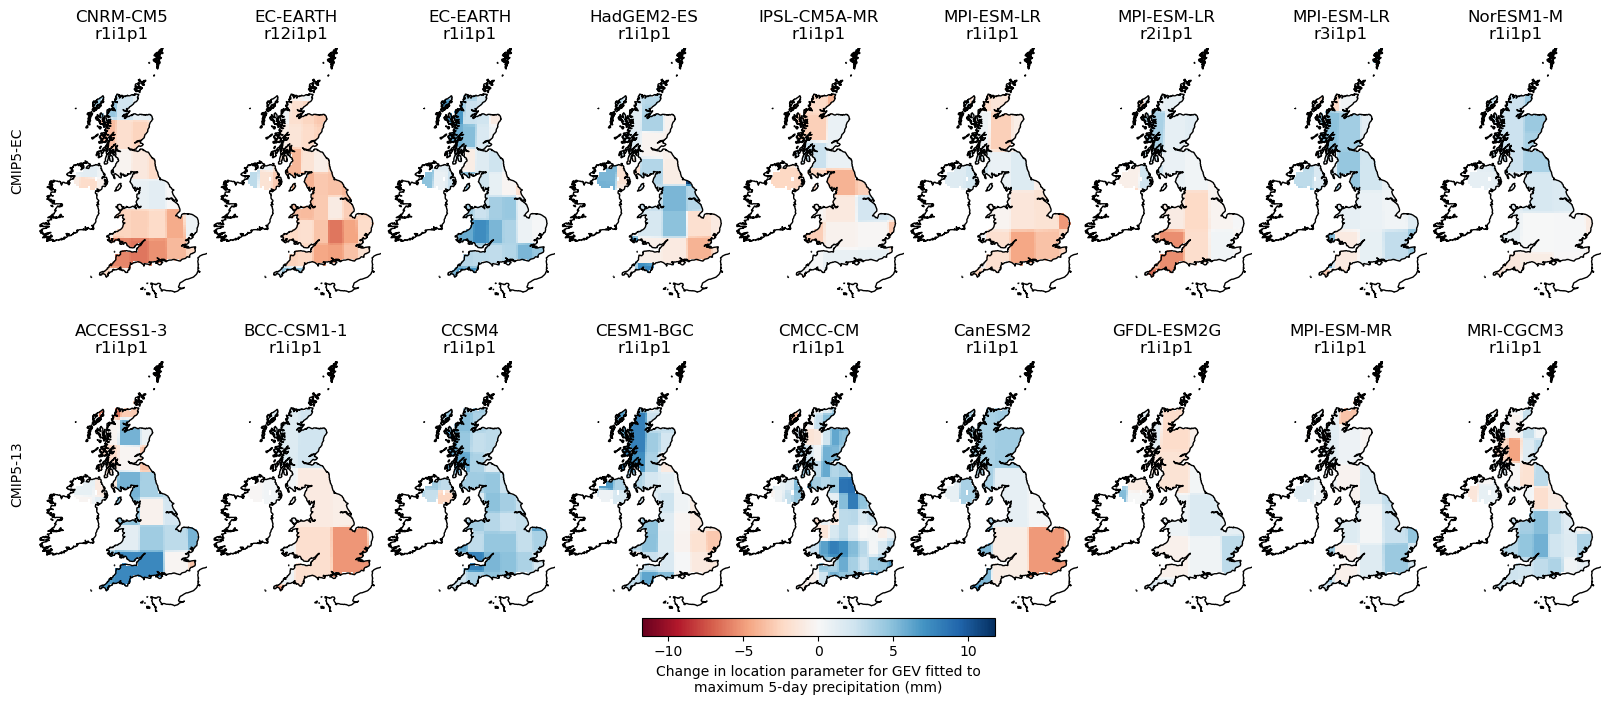 CNRM-CM5 EC-EARTH EC-EARTH HadGEM2-ES IPSL-CM5A-MR MPI-ESM-LR MPI-ESM-LR MPI-ESM-LR NorESM1-M
r1i1p1 r12i1p1 r1i1p1 r1i1p1 r1i1p1 r1i1p1 r2i1p1 r3i1p1 r1i1p1
CMIP5-EC
ACCESS1-3 BCC-CSM1-1 CCSM4 CESM1-BGC CMCC-CM CanESM2 GFDL-ESM2G MPI-ESM-MR MRI-CGCM3
r1i1p1 r1i1p1 r1i1p1 r1i1p1 r1i1p1 r1i1p1 r1i1p1 r1i1p1 r1i1p1
CMIP5-13
−10 −5 0 5 10
Change in location parameter for GEV fitted to
maximum 5-day precipitation (mm)